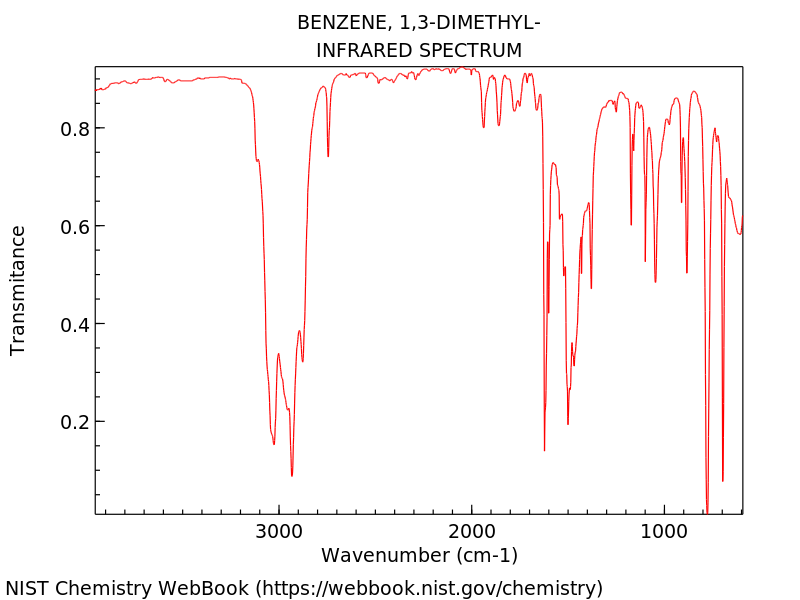 BENZENE, 1,3-DIMETHYL-
INFRARED SPECTRUM
0.8
0.6
0.4
0.2
Transmitance
3000 2000 1000
Wavenumber (cm-1)
NIST Chemistry WebBook (https://webbook.nist.gov/chemistry)